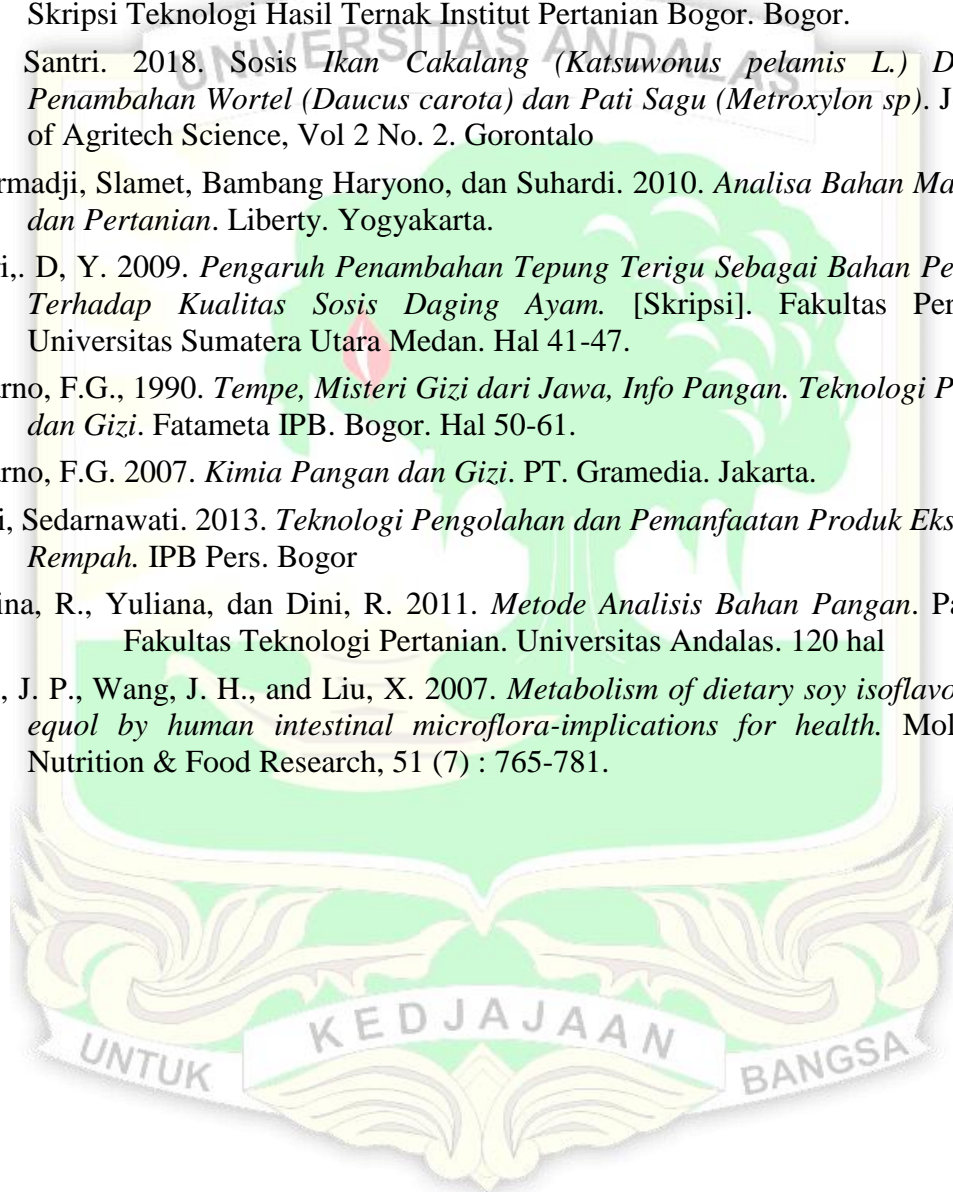 Skripsi Teknologi Hasil Ternak Institut Pertanian Bogor. Bogor.
UNIVERSITAS ANDALAS
Santri. 2018. Sosis Ikan Cakalang (Katsuwonus pelamis L.) D
Penambahan Wortel (Daucus carota) dan Pati Sagu (Metroxylon sp). J
of Agritech Science, Vol 2 No. 2. Gorontalo
rmadji, Slamet, Bambang Haryono, dan Suhardi. 2010. Analisa Bahan Ma
dan Pertanian. Liberty. Yogyakarta.
i,. D, Y. 2009. Pengaruh Penambahan Tepung Terigu Sebagai Bahan Pe
Terhadap Kualitas Sosis Daging Ayam. [Skripsi]. Fakultas Per
Universitas Sumatera Utara Medan. Hal 41-47.
arno, F.G., 1990. Tempe, Misteri Gizi dari Jawa, Info Pangan. Teknologi P
dan Gizi. Fatameta IPB. Bogor. Hal 50-61.
arno, F.G. 2007. Kimia Pangan dan Gizi. PT. Gramedia. Jakarta.
i, Sedarnawati. 2013. Teknologi Pengolahan dan Pemanfaatan Produk Eks
Rempah. IPB Pers. Bogor
ina, R., Yuliana, dan Dini, R. 2011. Metode Analisis Bahan Pangan. Pa
Fakultas Teknologi Pertanian. Universitas Andalas. 120 hal
, J. P., Wang, J. H., and Liu, X. 2007. Metabolism of dietary soy isoflavo
equol by human intestinal microflora-implications for health. Mol
Nutrition & Food Research, 51 (7) : 765-781.
UNTUK KEDJAJAAN BANGSA